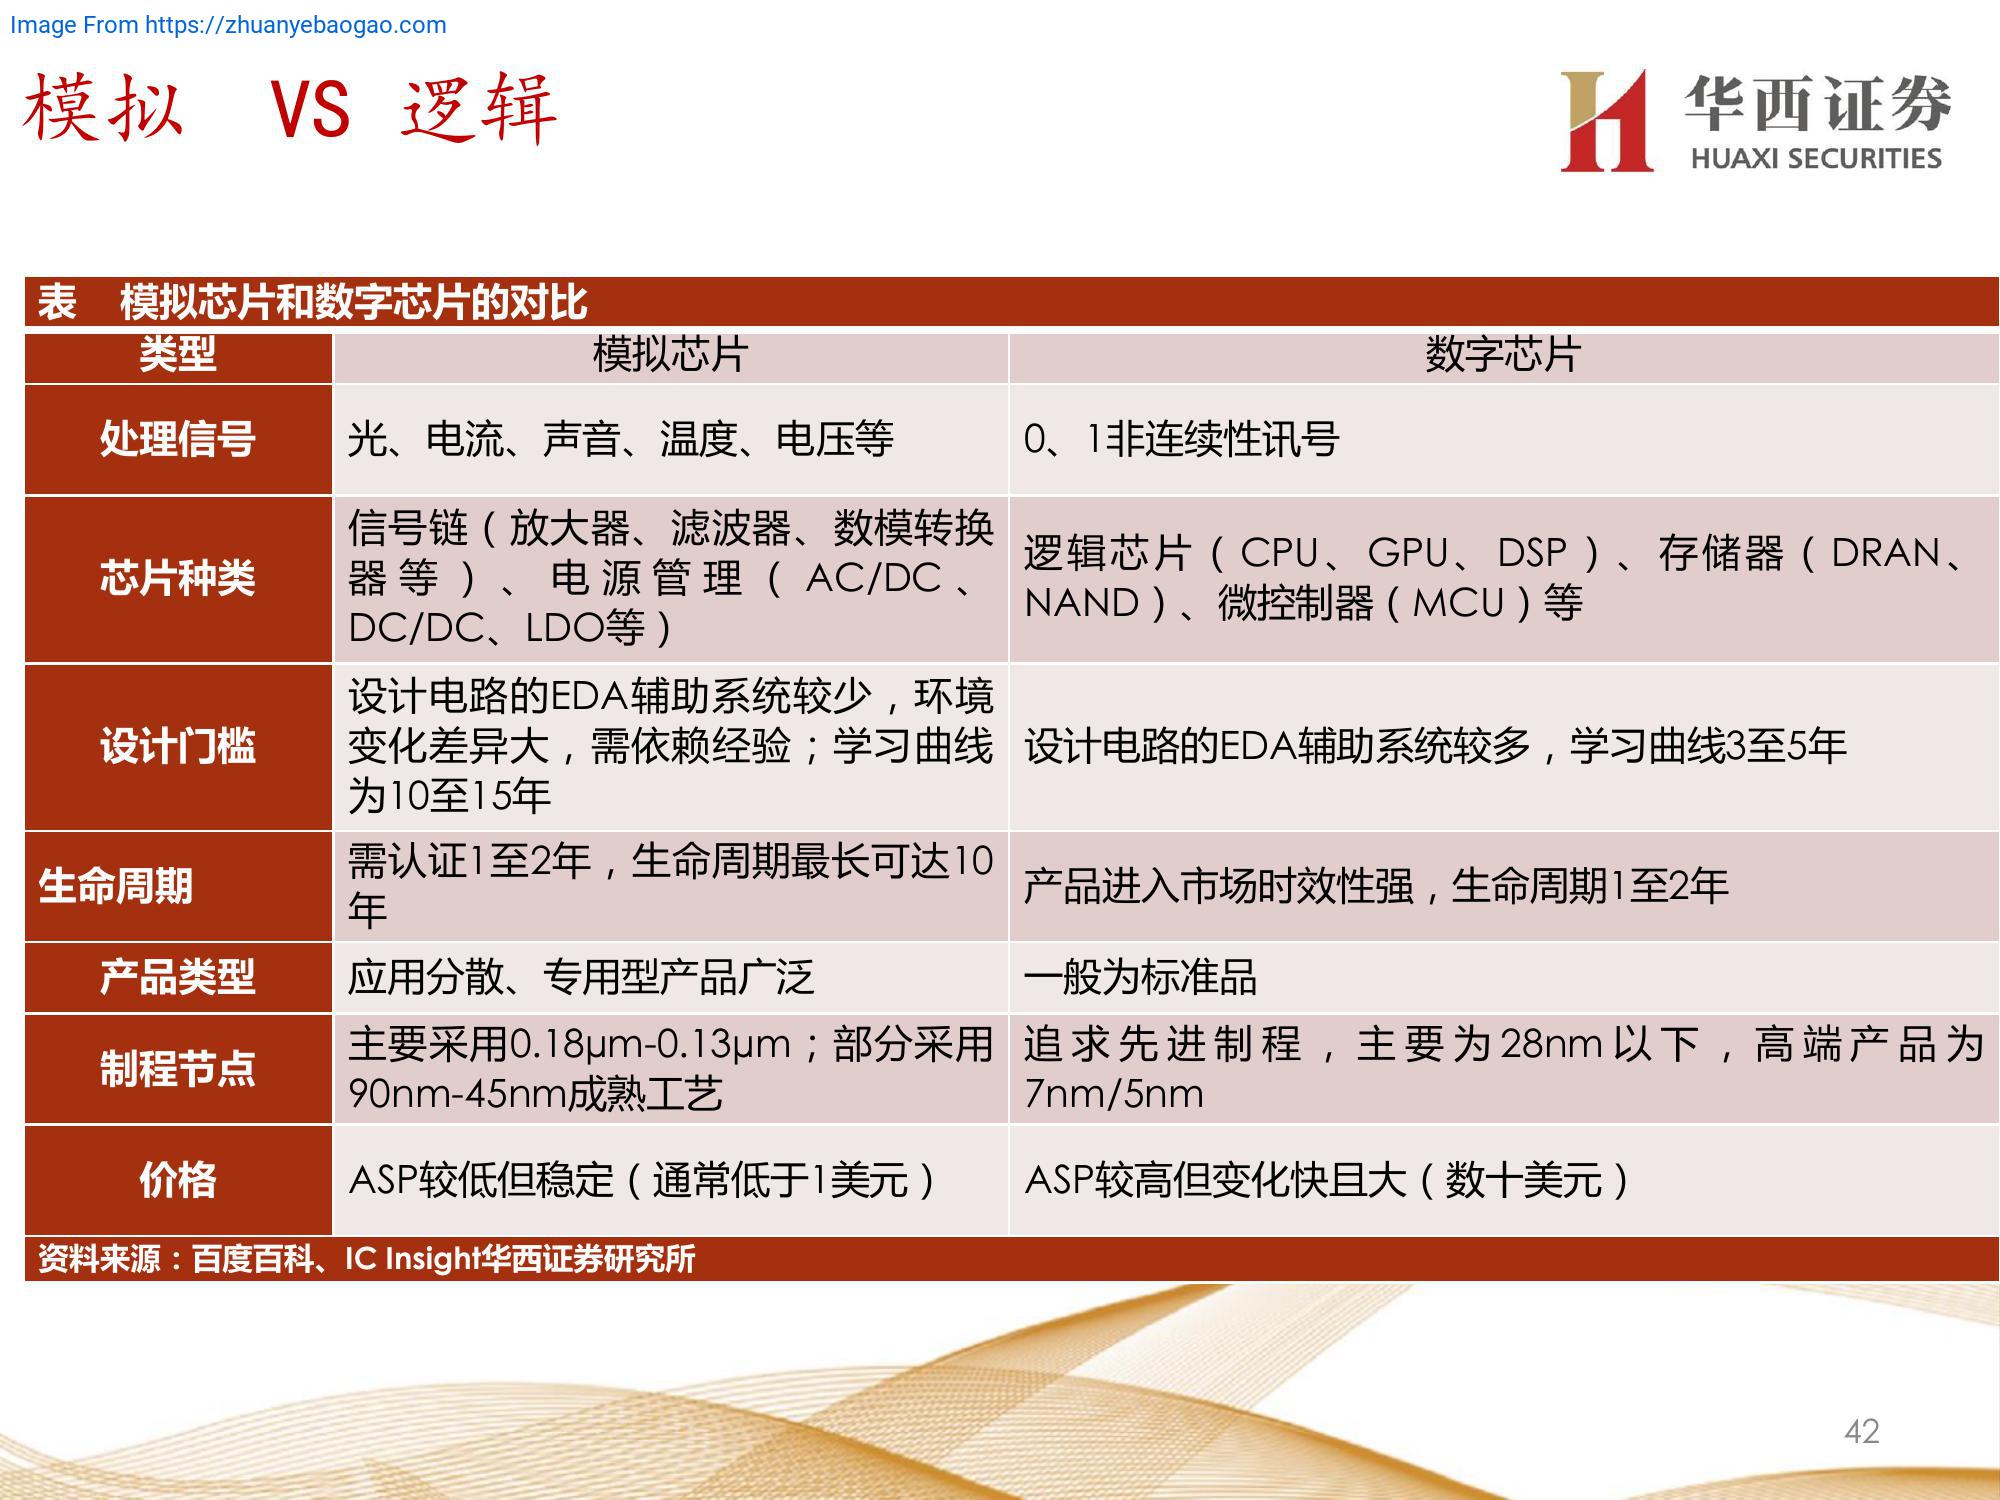 Image From https://zhuanyebaogao.com
模拟 VS 逻辑
华西证券
HUAXI SECURITIES
表 模拟芯片和数字芯片的对比
类型 模拟芯片 数字芯片
处理信号 光、电流、声音、温度、电压等 0、1非连续性讯号
芯片种类
信号链（放大器、滤波器、数模转换
器等）、电源管理（AC/DC、
DC/DC、LDO等）
逻辑芯片（CPU、GPU、DSP）、存储器（DRAN、
NAND）、微控制器（MCU）等
设计门槛
设计电路的EDA辅助系统较少，环境
变化差异大，需依赖经验；学习曲线
为10至15年
设计电路的EDA辅助系统较多，学习曲线3至5年
生命周期
需认证1至2年，生命周期最长可达10
年
产品进入市场时效性强，生命周期1至2年
产品类型 应用分散、专用型产品广泛 一般为标准品
制程节点
主要采用0.18μm-0.13μm；部分采用
90nm-45nm成熟工艺
追求先进制程，主要为28nm以下，高端产品为
7nm/5nm
价格 ASP较低但稳定（通常低于1美元） ASP较高但变化快且大（数十美元）
资料来源：百度百科、IC Insight华西证券研究所
42